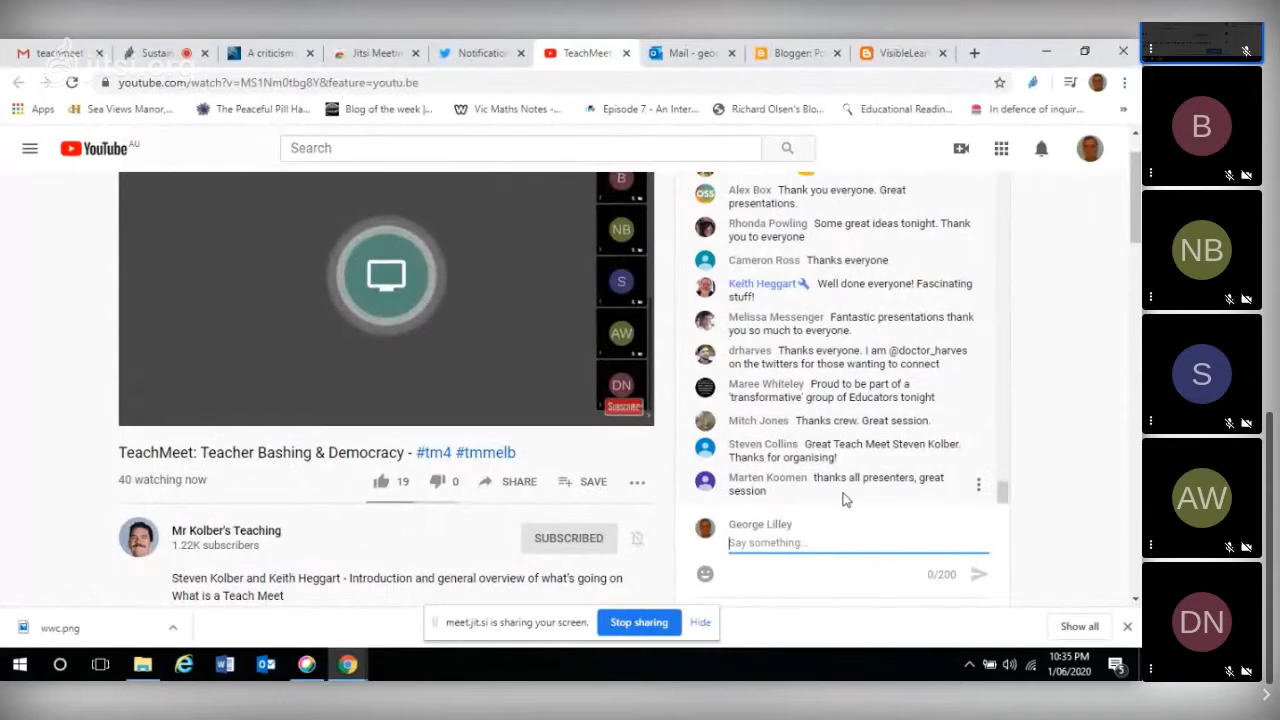 teachmeet
Sustain
A criticism
Jitsi Meet
Notification
TeachMeet
Mail - geo
Blogger: Po
VisibleLear
jitsi.org
youtube.com/watch?v=MS1Nm0tbg8Y&feature=youtu.be
Apps
Sea Views Manor,...
The Peaceful Pill Ha...
Blog of the week |...
Vic Maths Notes -...
Episode 7 - An Inter...
Richard Olsen's Blo...
Educational Readin...
In defence of inquir...
YouTube AU
Search
B
NB
S
AW
DN
SUBSCRIBE
TeachMeet: Teacher Bashing & Democracy - #tm4 #tmmelb
40 watching now
19
0
SHARE
SAVE
Mr Kolber's Teaching
1.22K subscribers
SUBSCRIBED
Steven Kolber and Keith Heggart - Introduction and general overview of what's going on
What is a Teach Meet
OSS
Alex Box Thank you everyone. Great
presentations.
Rhonda Powling Some great ideas tonight. Thank
you to everyone
Cameron Ross Thanks everyone
Keith Heggart Well done everyone! Fascinating
stuff!
Melissa Messenger Fantastic presentations thank
you so much to everyone.
drharves Thanks everyone. I am @doctor_harves
on the twitters for those wanting to connect
Maree Whiteley Proud to be part of a
'transformative' group of Educators tonight
Mitch Jones Thanks crew. Great session.
Steven Collins Great Teach Meet Steven Kolber.
Thanks for organising!
Marten Koomen thanks all presenters, great
session
George Lilley
Say something...
0/200
wwc.png
meet.jit.si is sharing your screen.
Stop sharing
Hide
Show all
10:35 PM
1/06/2020
5
B
NB
S
AW
DN